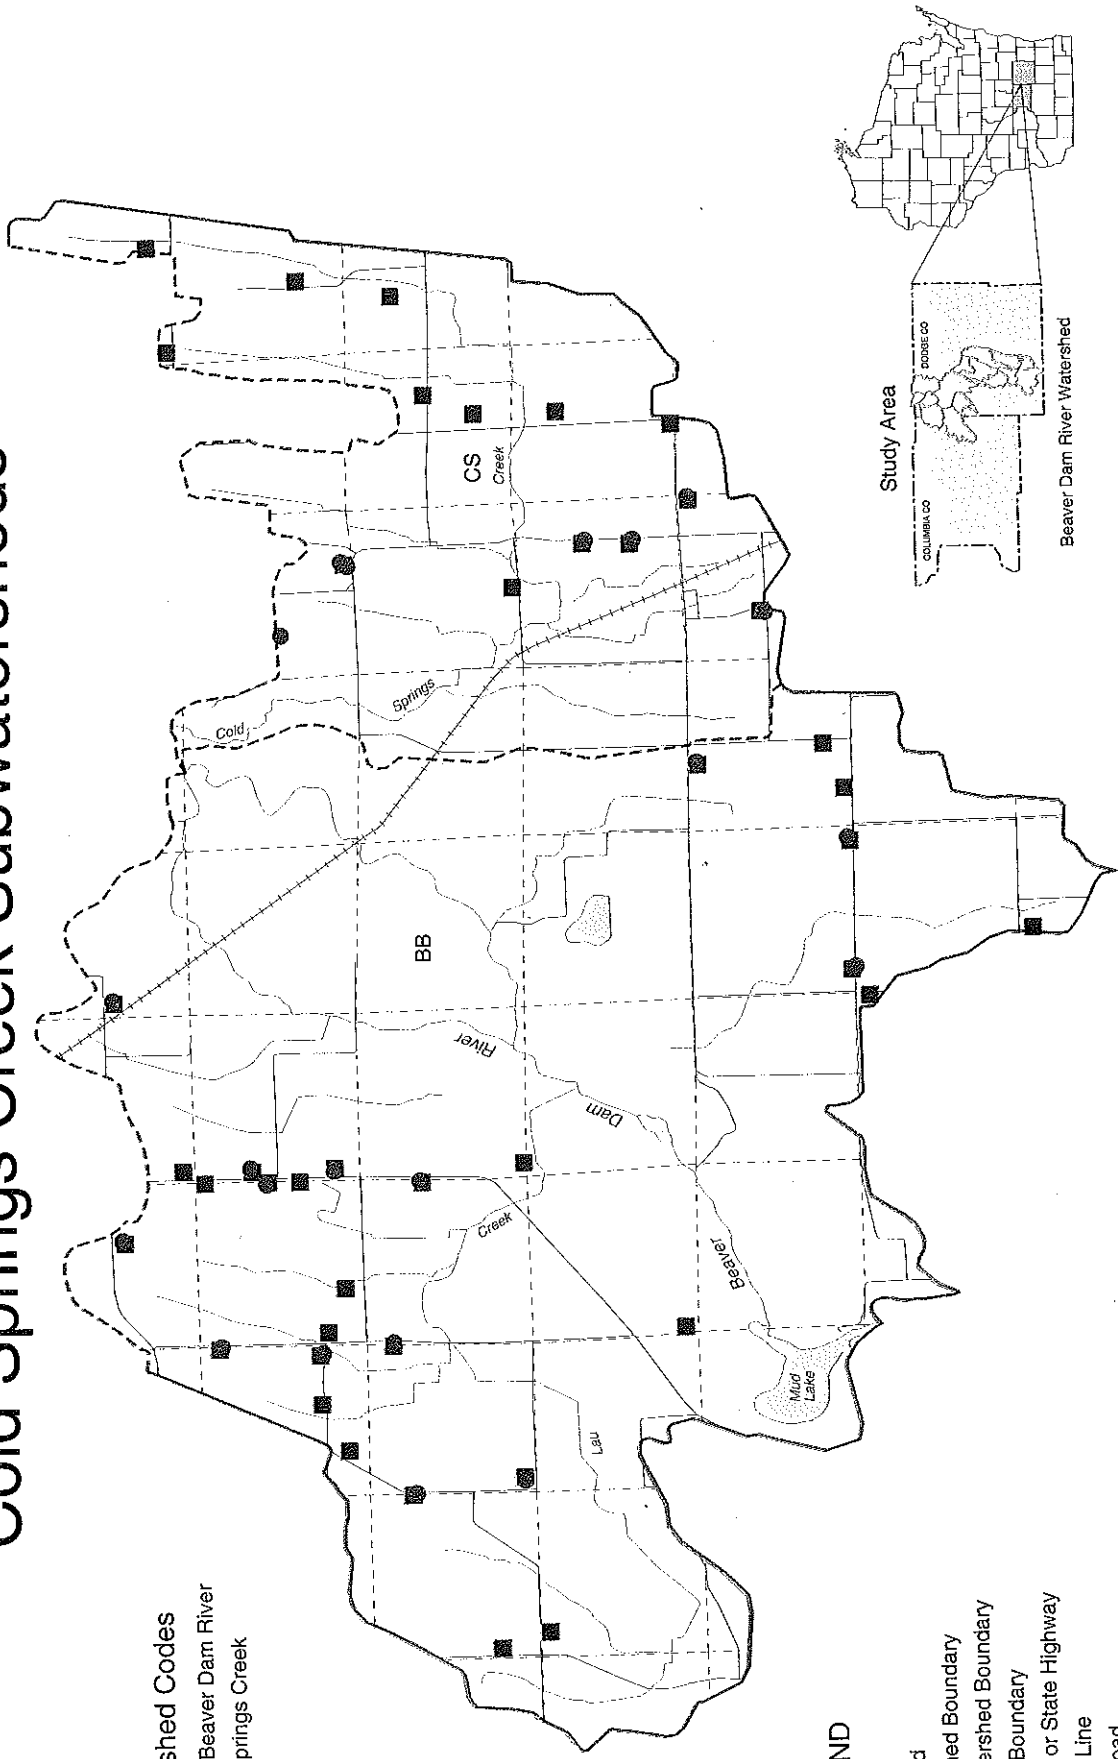 Cold Springs Creek Subwatersheds
shed Codes
Beaver Dam River
prings Creek
CS
Creek
Springs
Cold
BB
River
Dam
Beaver
Creek
Lau
Mud
Lake
Study Area
COLUMBIA CO
DODGE CO
Beaver Dam River Watershed
ND
d
ned Boundary
ershed Boundary
Boundary
or State Highway
Line